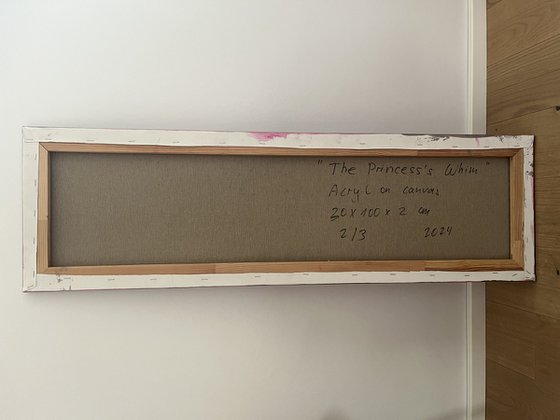 "The Princess's Whim"
Acryl on canvas
30 x 100 x 2 cm
2/3 2024